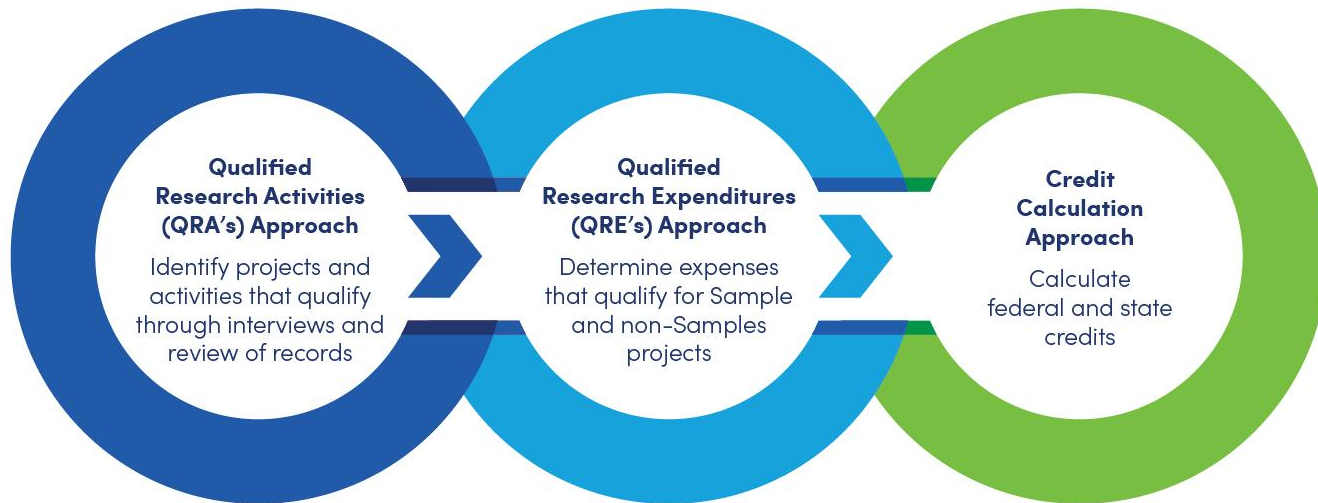 Qualified
Research Activities
(QRA's) Approach
Identify projects and
activities that qualify
through interviews and
review of records
Qualified
Research Expenditures
(QRE's) Approach
Determine expenses
that qualify for Sample
and non-Samples
projects
Credit
Calculation
Approach
Calculate
federal and state
credits